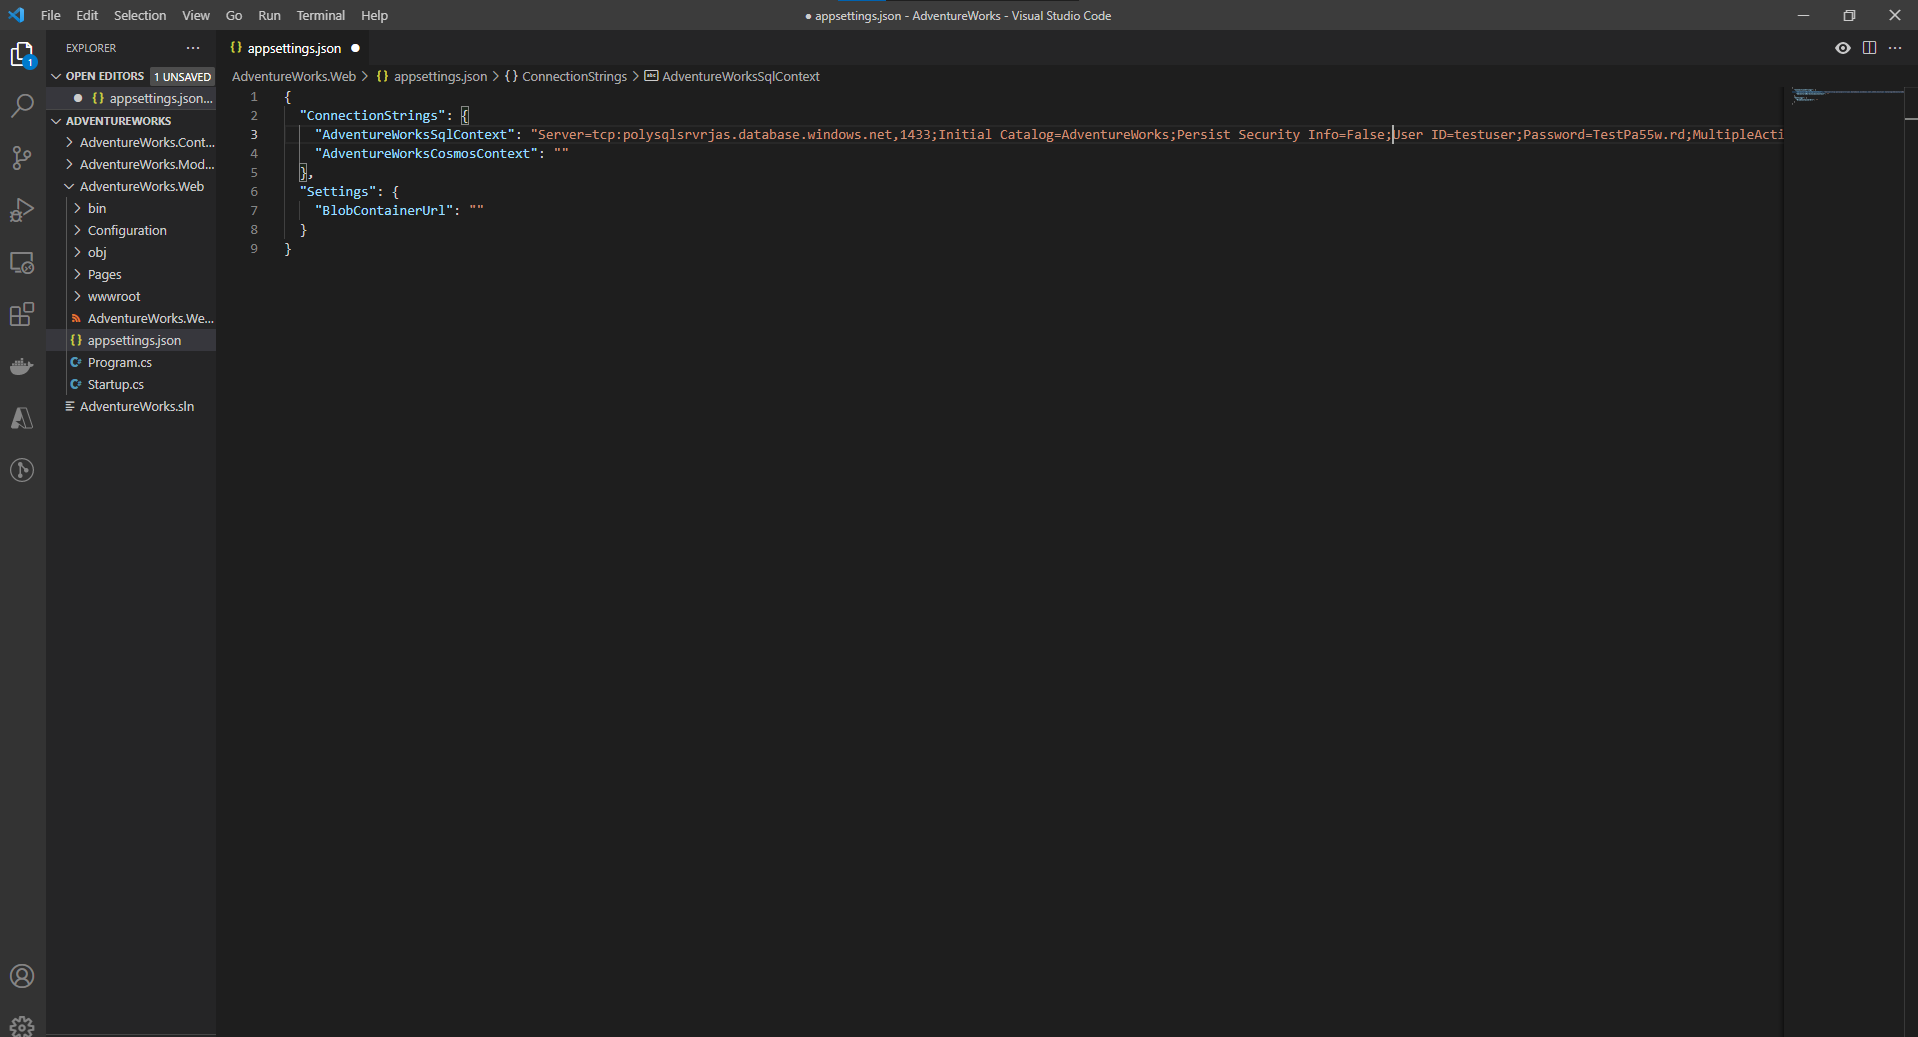 File Edit Selection View Go Run Terminal Help
● appsettings.json - AdventureWorks - Visual Studio Code
1
EXPLORER ...
OPEN EDITORS 1 UNSAVED
{} appsettings.json...
ADVENTUREWORKS
AdventureWorks.Cont...
AdventureWorks.Mod...
AdventureWorks.Web
bin
Configuration
obj
Pages
wwwroot
AdventureWorks.We...
{} appsettings.json
C# Program.cs
C# Startup.cs
AdventureWorks.sln
{} appsettings.json ●
AdventureWorks.Web > {} appsettings.json > {} ConnectionStrings > abc AdventureWorksSqlContext
1 {
2 "ConnectionStrings": {
3 "AdventureWorksSqlContext": "Server=tcp:polysqlsrvrjas.database.windows.net,1433;Initial Catalog=AdventureWorks;Persist Security Info=False;User ID=testuser;Password=TestPa55w.rd;MultipleActi
4 "AdventureWorksCosmosContext": ""
5 },
6 "Settings": {
7 "BlobContainerUrl": ""
8 }
9 }